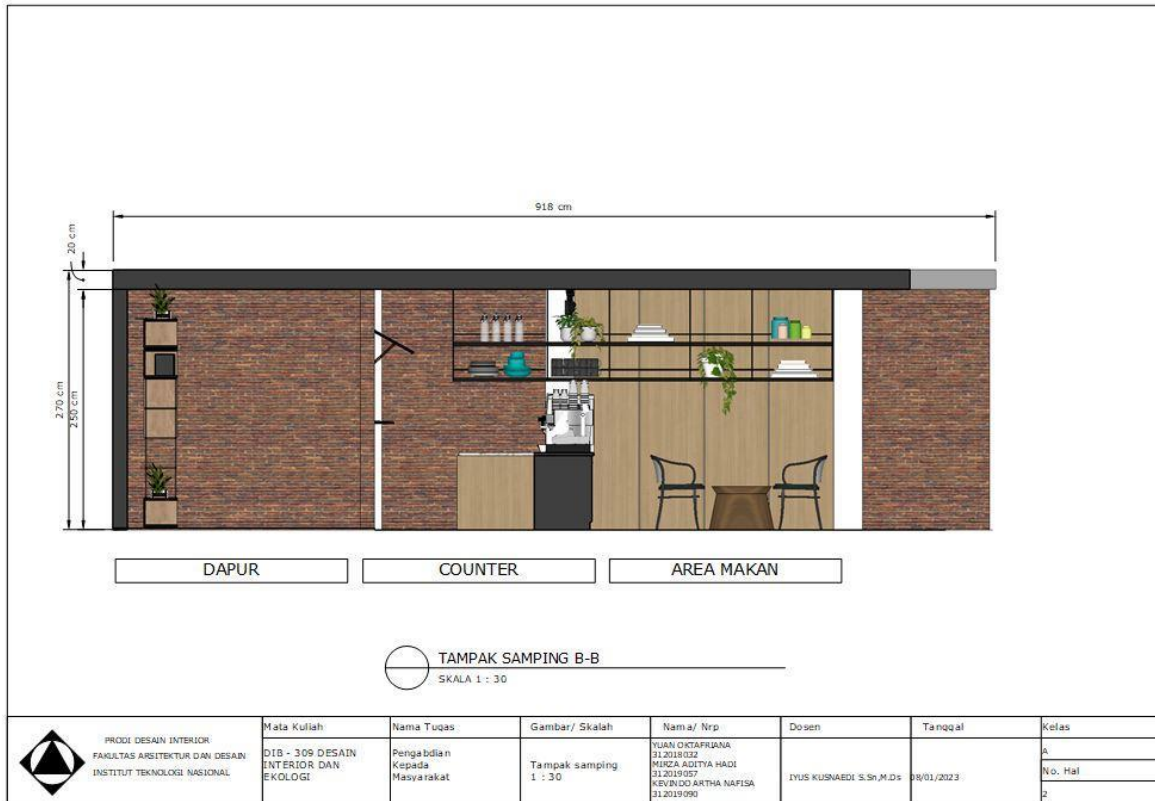 918 cm
20 cm
270 cm
250 cm
DAPUR
COUNTER
AREA MAKAN
TAMPAK SAMPING B-B
SKALA 1 : 30
PRODI DESAIN INTERIOR
FAKULTAS ARSITEKTUR DAN DESAIN
INSTITUT TEKNOLOGI NASIONAL
Mata Kuliah
DIB - 309 DESAIN
INTERIOR DAN
EKOLOGI
Nama Tugas
Pengabdian
Kepada
Masyarakat
Gambar/ Skalah
Tampak samping
1 : 30
Nama/ Nrp
YUAN OKTAFRIANA
312018032
MIRZA ADITYA HADI
312019057
KEVINDO ARTHA NAFISA
312019090
Dosen
IYUS KUSNAEDI S.Sn,M.Ds
Tanggal
08/01/2023
Kelas
A
No. Hal
2